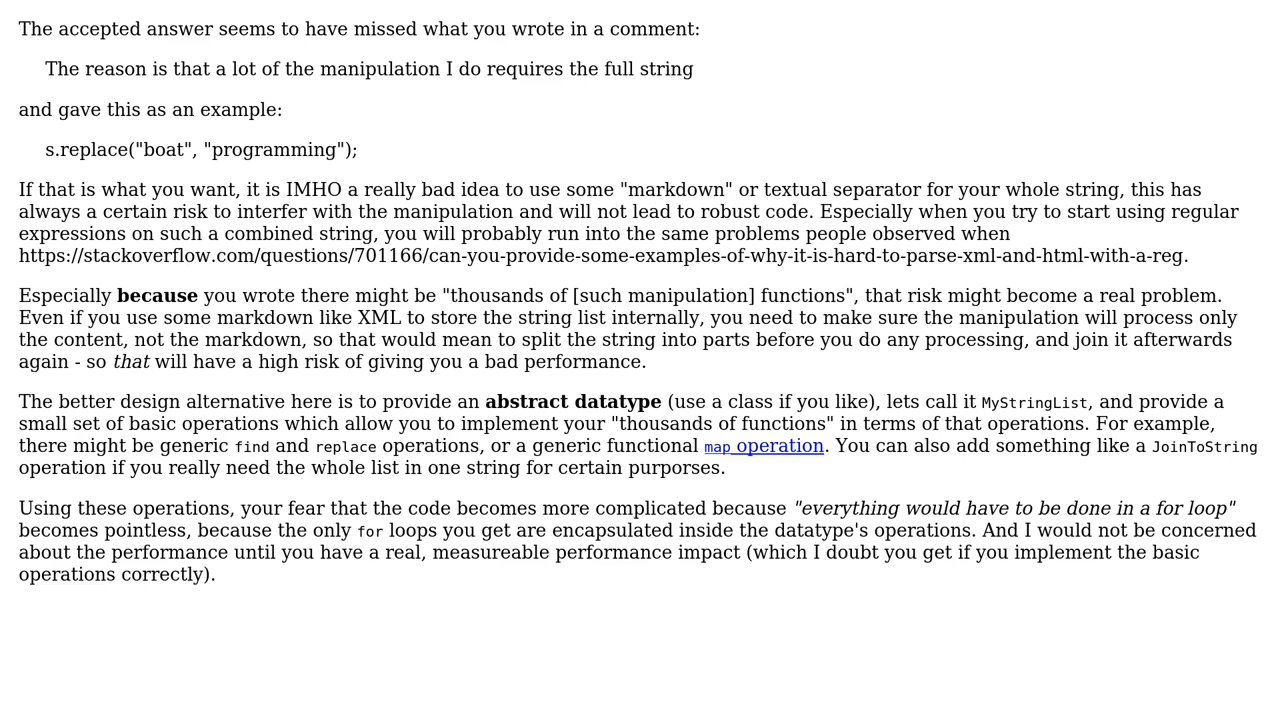 The accepted answer seems to have missed what you wrote in a comment:
The reason is that a lot of the manipulation I do requires the full string
and gave this as an example:
s.replace("boat", "programming");
If that is what you want, it is IMHO a really bad idea to use some "markdown" or textual separator for your whole string, this has
always a certain risk to interfer with the manipulation and will not lead to robust code. Especially when you try to start using regular
expressions on such a combined string, you will probably run into the same problems people observed when
https://stackoverflow.com/questions/701166/can-you-provide-some-examples-of-why-it-is-hard-to-parse-xml-and-html-with-a-reg.
Especially because you wrote there might be "thousands of [such manipulation] functions", that risk might become a real problem.
Even if you use some markdown like XML to store the string list internally, you need to make sure the manipulation will process only
the content, not the markdown, so that would mean to split the string into parts before you do any processing, and join it afterwards
again - so that will have a high risk of giving you a bad performance.
The better design alternative here is to provide an abstract datatype (use a class if you like), lets call it MyStringList, and provide a
small set of basic operations which allow you to implement your "thousands of functions" in terms of that operations. For example,
there might be generic find and replace operations, or a generic functional map operation. You can also add something like a JoinToString
operation if you really need the whole list in one string for certain purporses.
Using these operations, your fear that the code becomes more complicated because "everything would have to be done in a for loop"
becomes pointless, because the only for loops you get are encapsulated inside the datatype's operations. And I would not be concerned
about the performance until you have a real, measureable performance impact (which I doubt you get if you implement the basic
operations correctly).